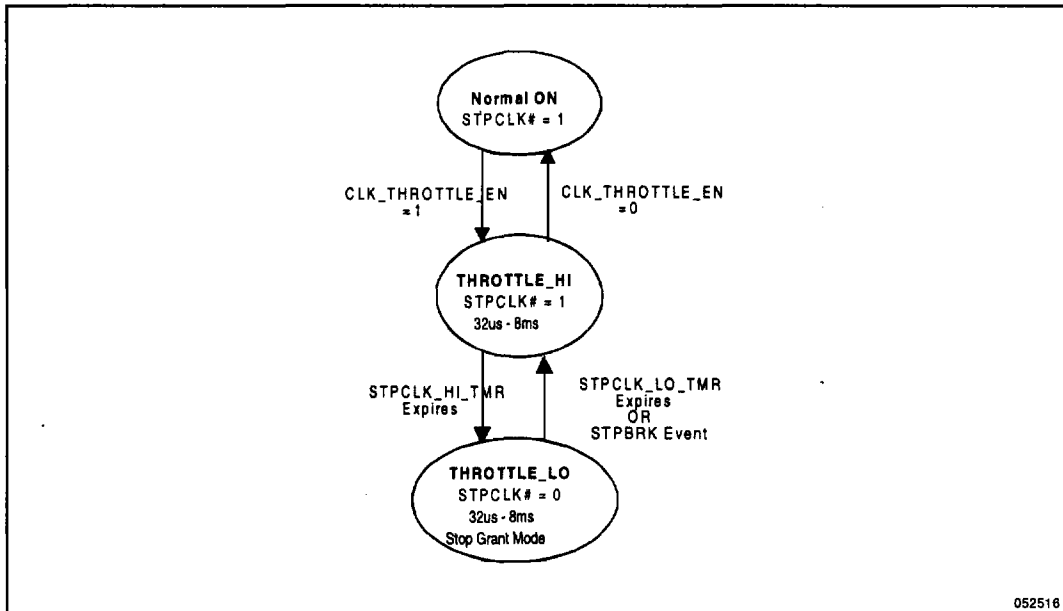 Normal ON
STPCLK# = 1
CLK_THROTTLE_EN
=1
CLK_THROTTLE_EN
=0
THROTTLE_HI
STPCLK# = 1
32us - 8ms
STPCLK_HI_TMR
Expires
STPCLK_LO_TMR
Expires
OR
STPBRK Event
THROTTLE_LO
STPCLK# = 0
32us - 8ms
Stop Grant Mode
052516